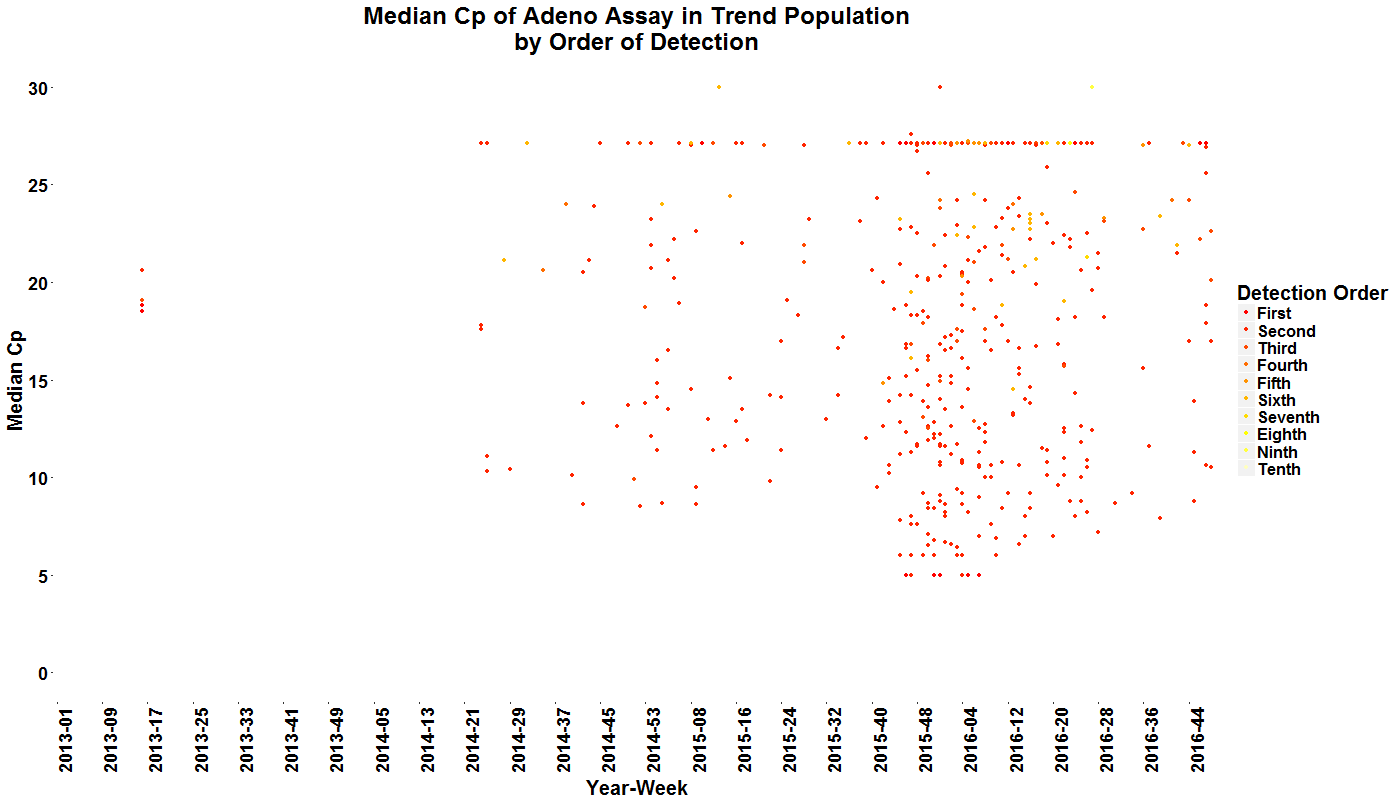 Median Cp of Adeno Assay in Trend Population
by Order of Detection
Median Cp
30
25
20
15
10
5
0
2013-01
2013-09
2013-17
2013-25
2013-33
2013-41
2013-49
2014-05
2014-13
2014-21
2014-29
2014-37
2014-45
2014-53
2015-08
2015-16
2015-24
2015-32
2015-40
2015-48
2016-04
2016-12
2016-20
2016-28
2016-36
2016-44
Year-Week
Detection Order
First
Second
Third
Fourth
Fifth
Sixth
Seventh
Eighth
Ninth
Tenth